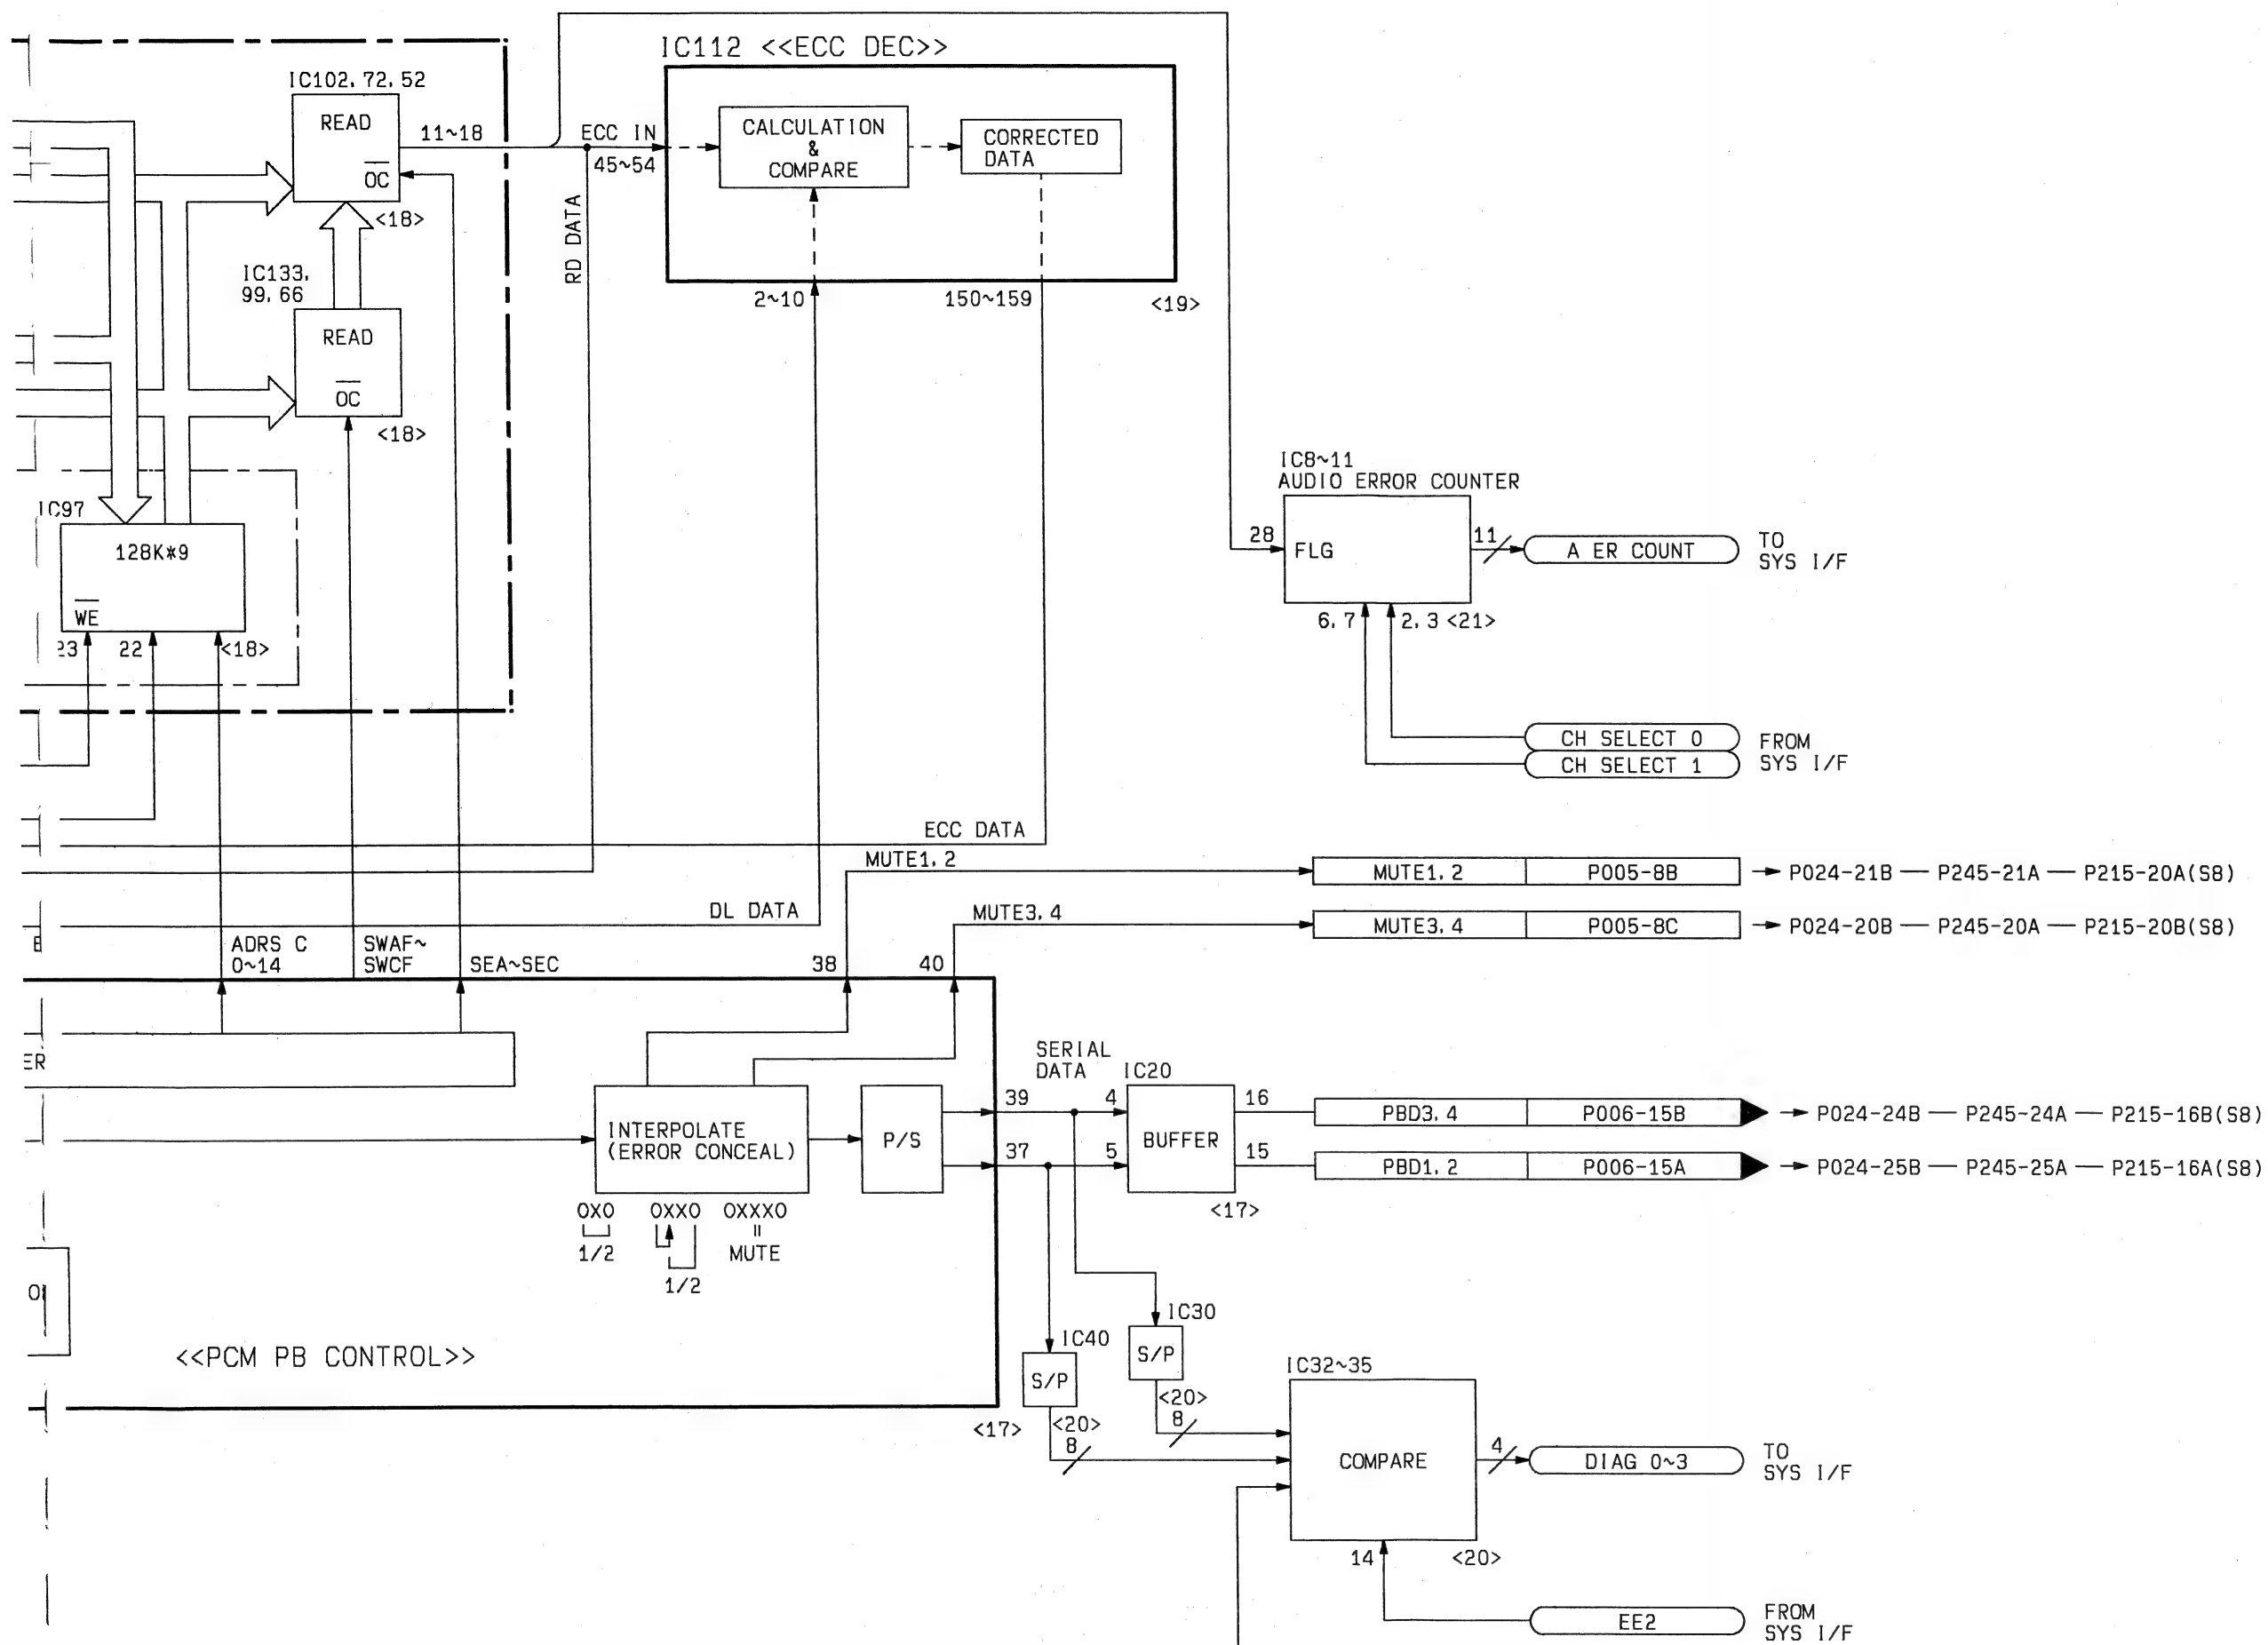 IC112 <<ECC DEC>>
IC102, 72, 52
READ
OC
<18>
11~18
ECC IN
45~54
RD DATA
CALCULATION
&
COMPARE
CORRECTED
DATA
2~10
150~159
<19>
IC133,
99, 66
READ
OC
<18>
IC97
128K*9
WE
23
22
<18>
IC8~11
AUDIO ERROR COUNTER
28
FLG
11
A ER COUNT
TO
SYS I/F
6, 7
2, 3 <21>
CH SELECT 0
CH SELECT 1
FROM
SYS I/F
ECC DATA
MUTE1, 2
MUTE1, 2
P005-8B
P024-21B — P245-21A — P215-20A(S8)
DL DATA
MUTE3, 4
MUTE3, 4
P005-8C
P024-20B — P245-20A — P215-20B(S8)
ADRS C
0~14
SWAF~
SWCF
SEA~SEC
38
40
ER
INTERPOLATE
(ERROR CONCEAL)
P/S
SERIAL
DATA
IC20
39
4
37
5
BUFFER
16
15
<17>
PBD3, 4
P006-15B
P024-24B — P245-24A — P215-16B(S8)
PBD1, 2
P006-15A
P024-25B — P245-25A — P215-16A(S8)
OXO
OXXO
OXXXO
1/2
1/2
=
MUTE
<<PCM PB CONTROL>>
<17>
IC40
S/P
<20>
8
IC30
S/P
<20>
8
IC32~35
COMPARE
4
DIAG 0~3
TO
SYS I/F
14
<20>
EE2
FROM
SYS I/F